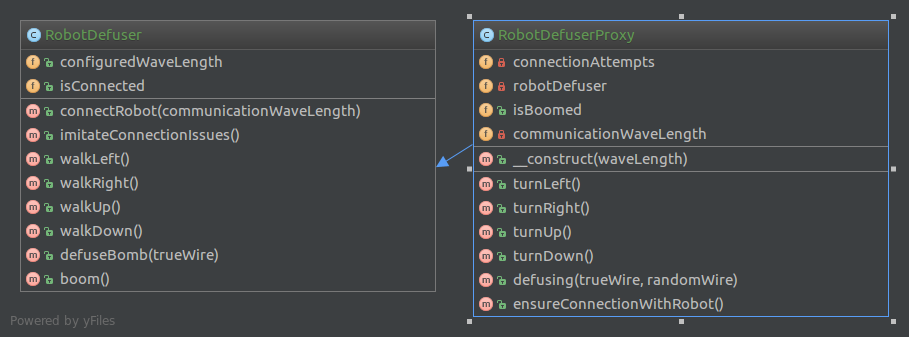 RobotDefuser
configuredWaveLength
isConnected
connectRobot(communicationWaveLength)
imitateConnectionIssues()
walkLeft()
walkRight()
walkUp()
walkDown()
defuseBomb(trueWire)
boom()
RobotDefuserProxy
connectionAttempts
robotDefuser
isBoomed
communicationWaveLength
__construct(waveLength)
turnLeft()
turnRight()
turnUp()
turnDown()
defusing(trueWire, randomWire)
ensureConnectionWithRobot()
Powered by yFiles